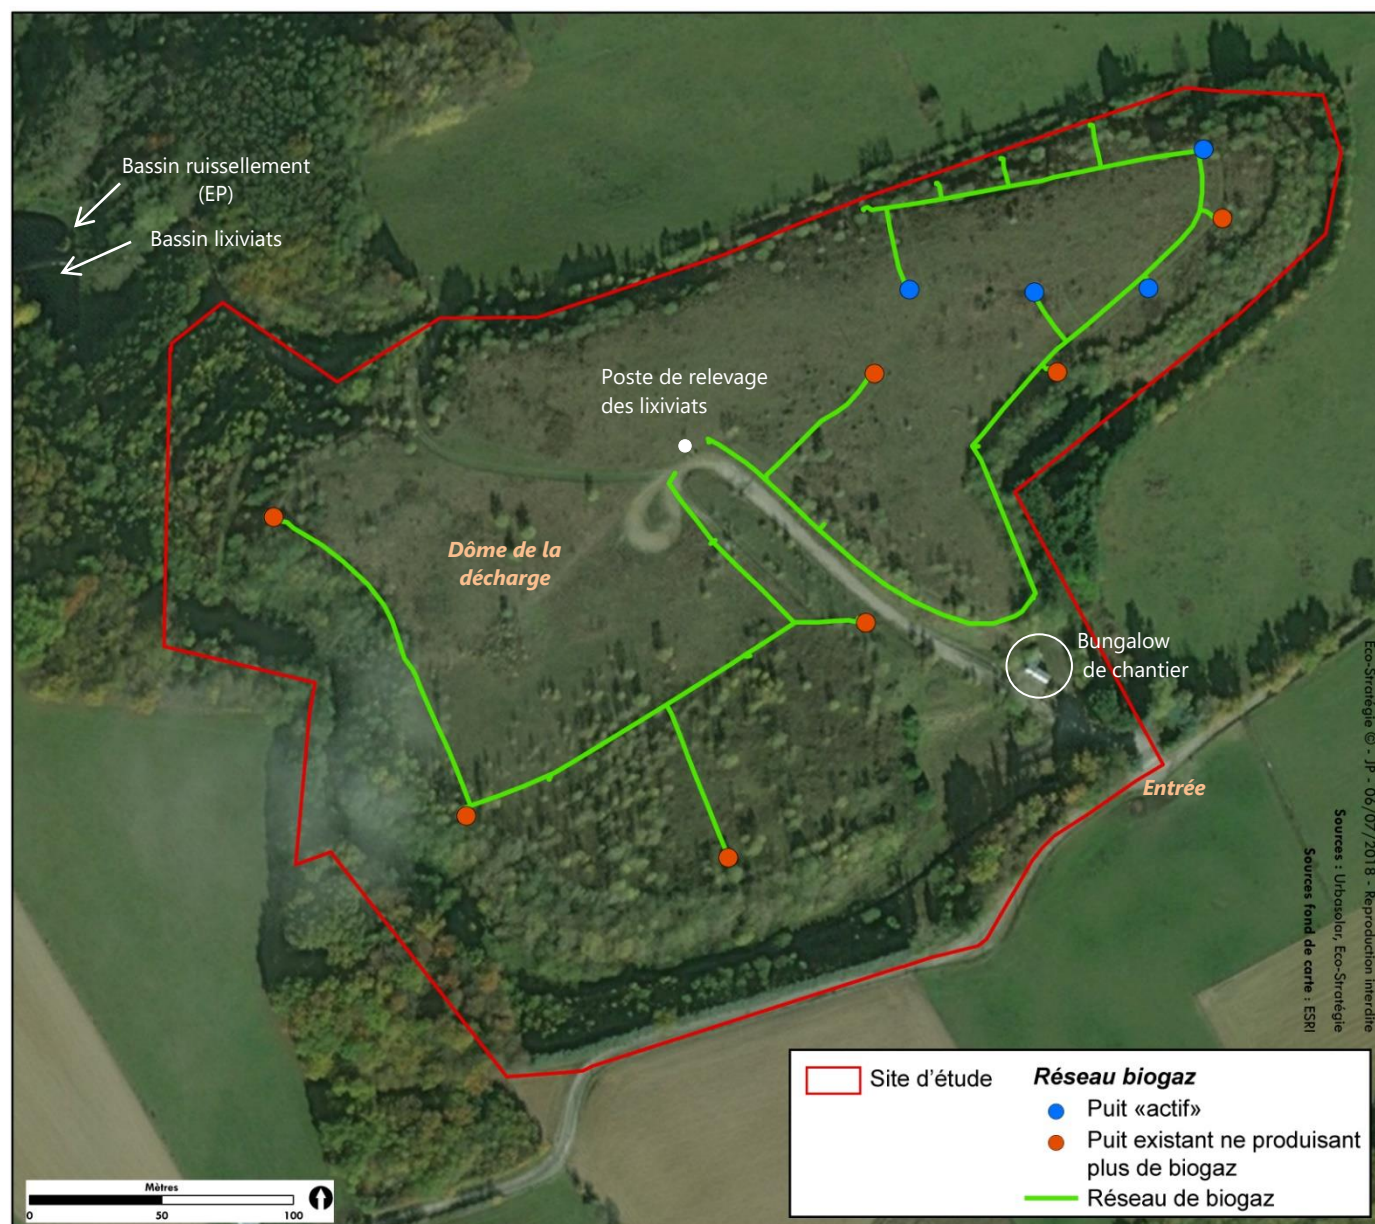 Bassin ruissellement
(EP)
Bassin lixiviats
Poste de relevage
des lixiviats
Dôme de la
décharge
Bungalow
de chantier
Entrée
Eco-Stratégie © - JP - 06/07/2018 - Reproduction interdite
Sources : Urbasolar, Eco-Stratégie
Sources fond de carte : ESRI
Site d'étude
Réseau biogaz
Puit «actif»
Puit existant ne produisant
plus de biogaz
Réseau de biogaz
Mètres
0 50 100